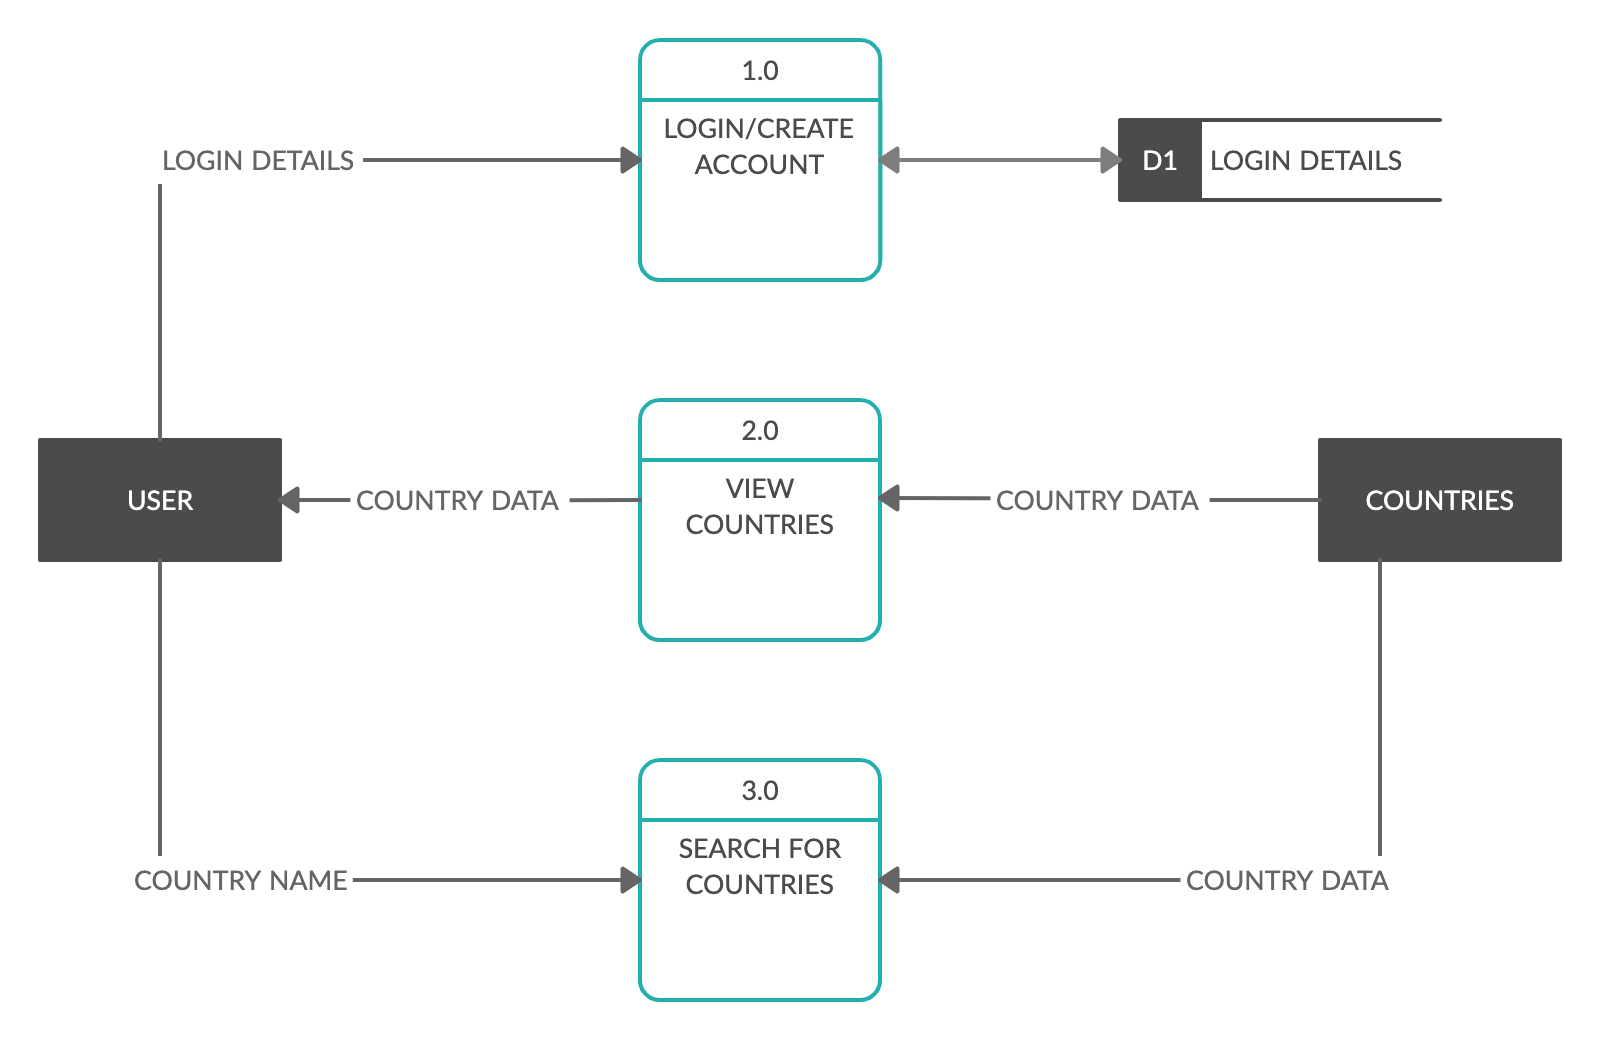 1.0
LOGIN/CREATE
ACCOUNT
LOGIN DETAILS
D1 LOGIN DETAILS
2.0
VIEW
COUNTRIES
USER
COUNTRY DATA
COUNTRY DATA
COUNTRIES
3.0
SEARCH FOR
COUNTRIES
COUNTRY NAME
COUNTRY DATA